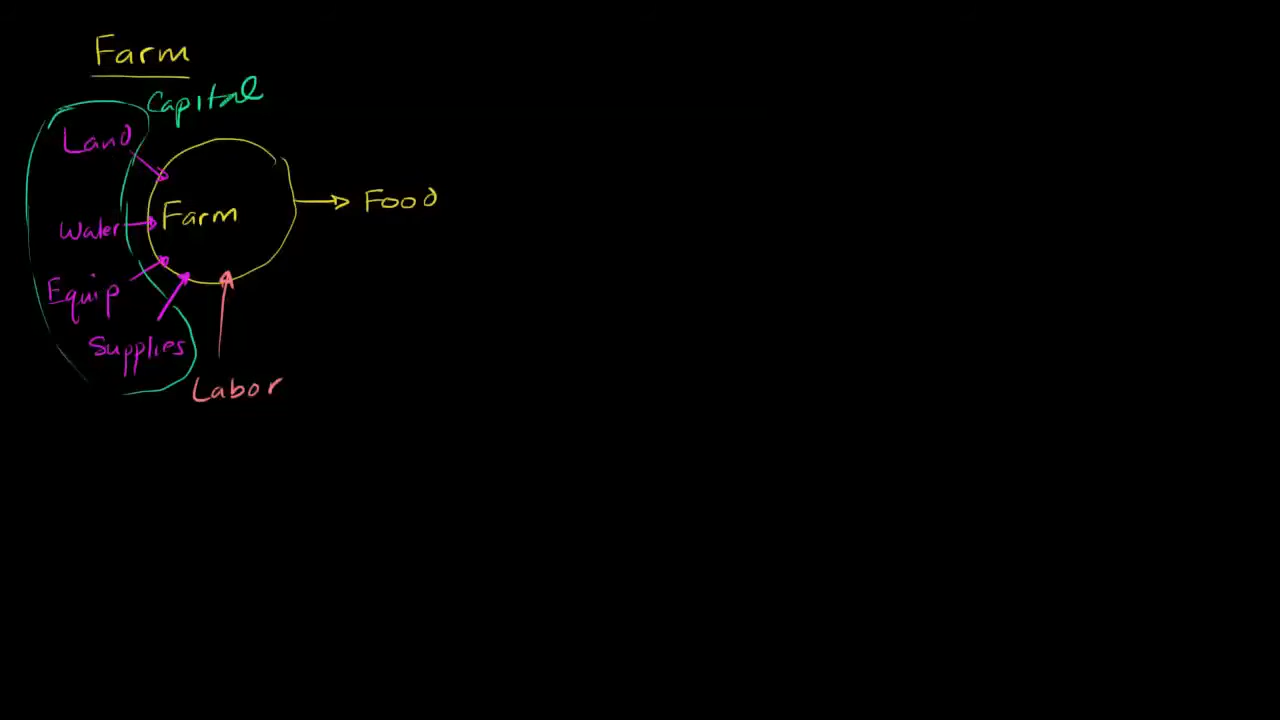 Farm
Capital
Land
Farm
Food
Water
Equip
Supplies
Labor